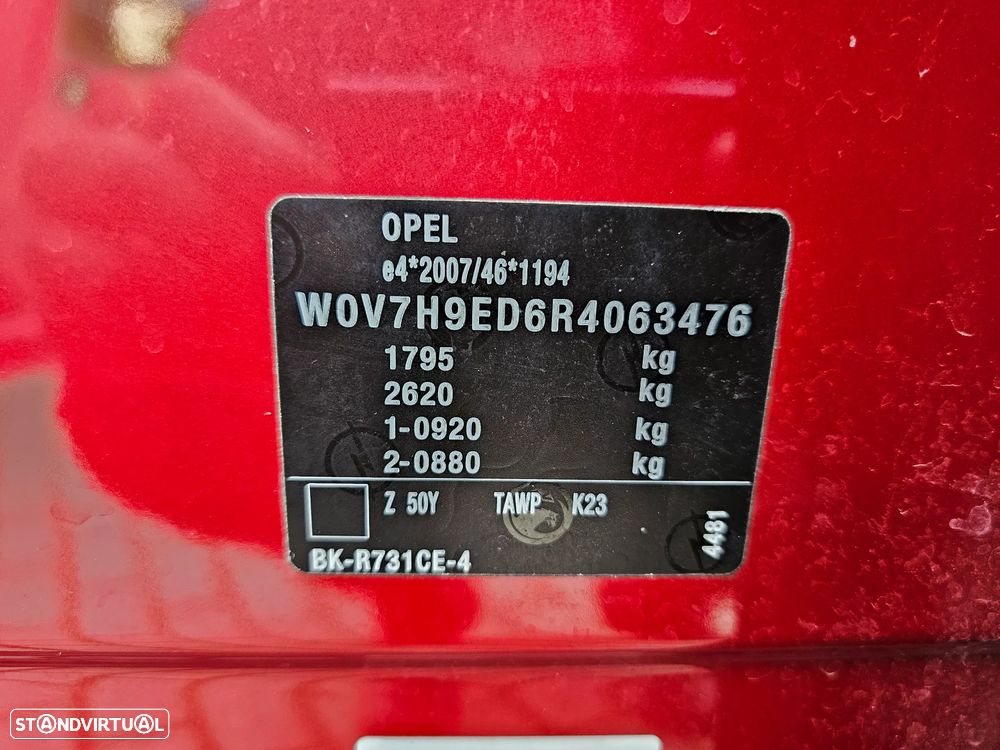 OPEL
e4*2007/46*1194
W0V7H9ED6R4063476
1795 kg
2620 kg
1-0920 kg
2-0880 kg
Z 50Y TAWP K23
4481
BK-R731CE-4
STANDVIRTUAL